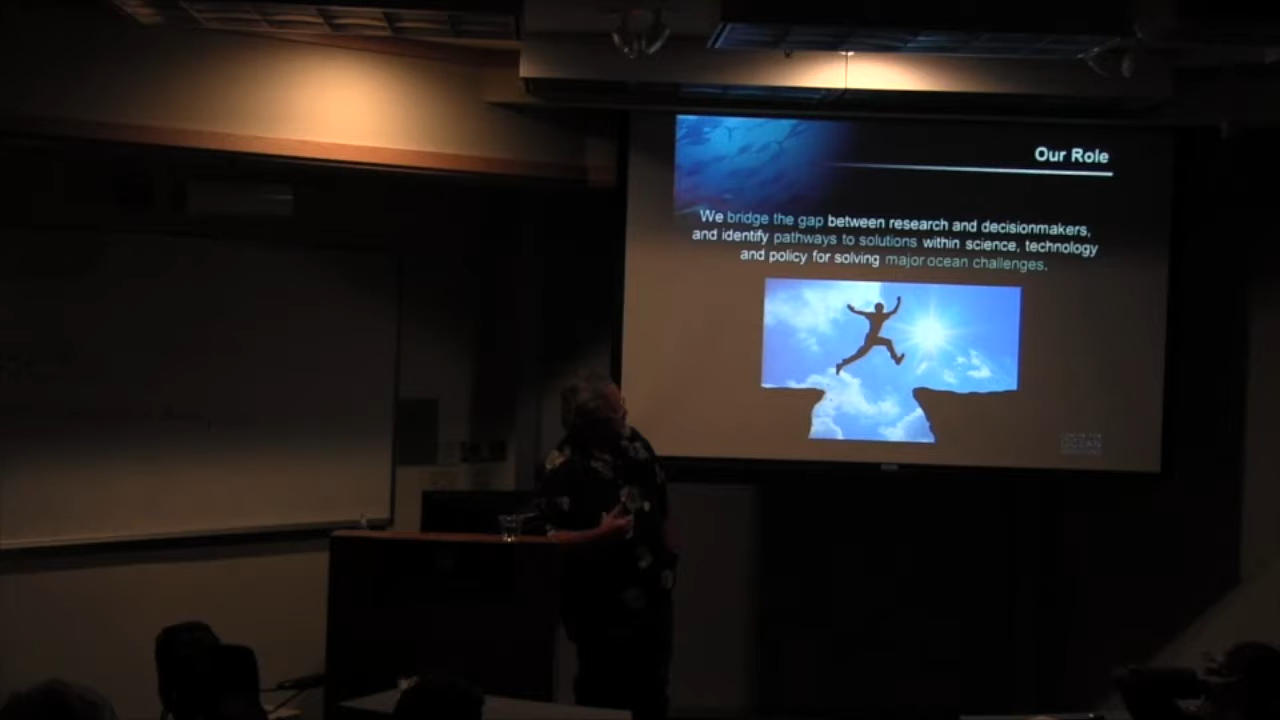 Our Role
We bridge the gap between research and decisionmakers,
and identify pathways to solutions within science, technology
and policy for solving major ocean challenges.
OCEAN